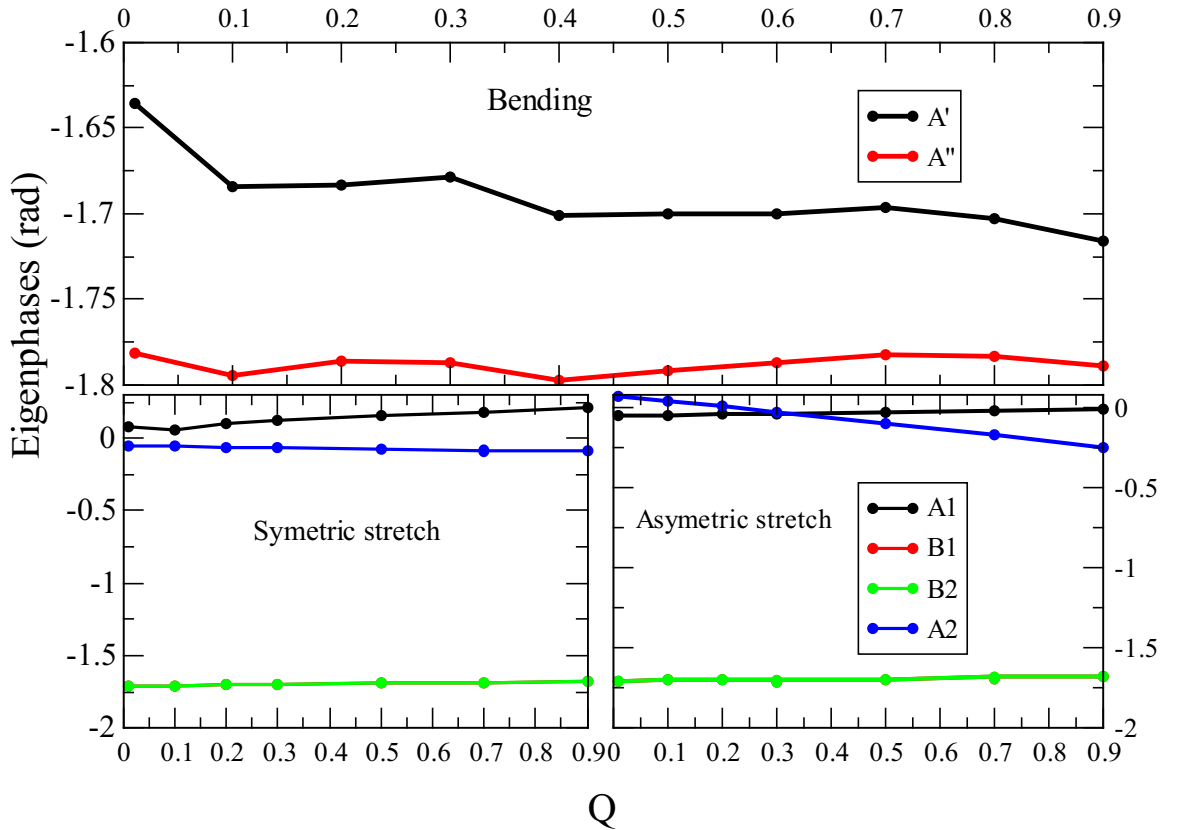 0 0.1 0.2 0.3 0.4 0.5 0.6 0.7 0.8 0.9
-1.6
-1.65
-1.7
-1.75
-1.8
Bending
A'
A"
Eigenphases (rad)
0
-0.5
-1
-1.5
-2
Symetric stretch
0 0.1 0.2 0.3 0.4 0.5 0.6 0.7 0.8 0.9
Asymetric stretch
A1
B1
B2
A2
0
-0.5
-1
-1.5
-2
0 0.1 0.2 0.3 0.4 0.5 0.6 0.7 0.8 0.9
Q